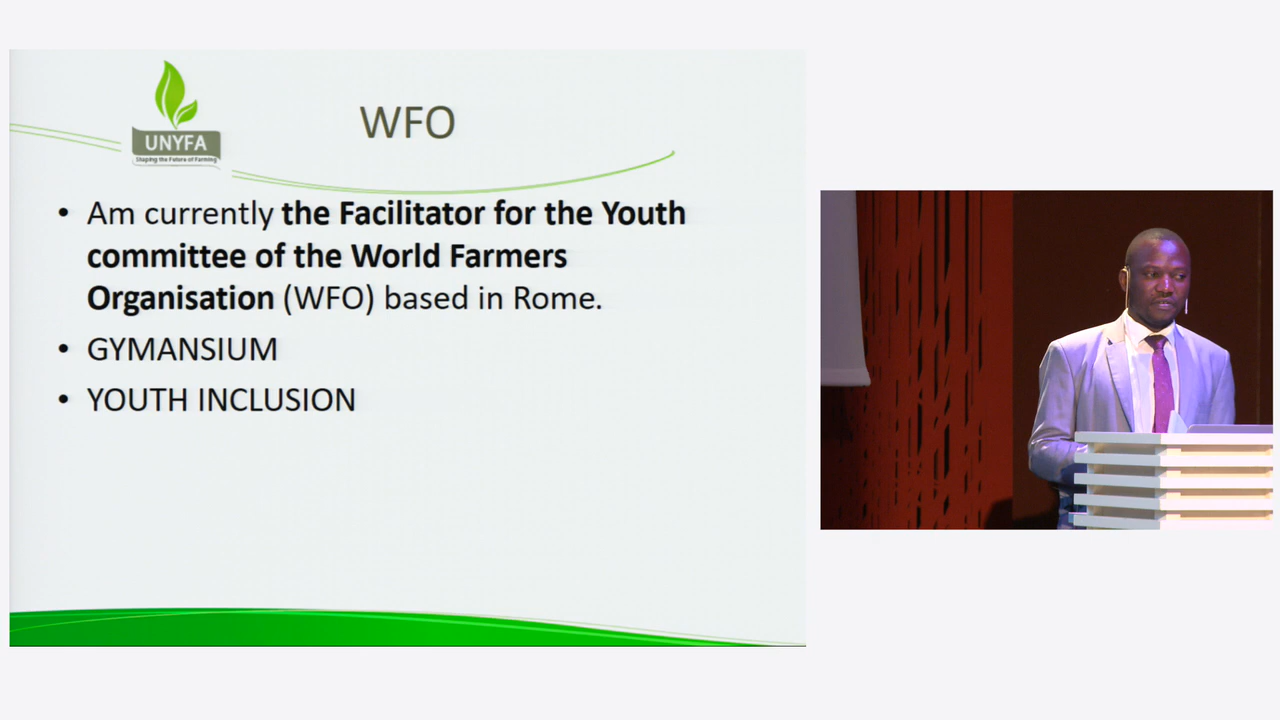 UNYFA
Shaping the Future of Farming
WFO
• Am currently the Facilitator for the Youth
committee of the World Farmers
Organisation (WFO) based in Rome.
• GYMANSIUM
• YOUTH INCLUSION